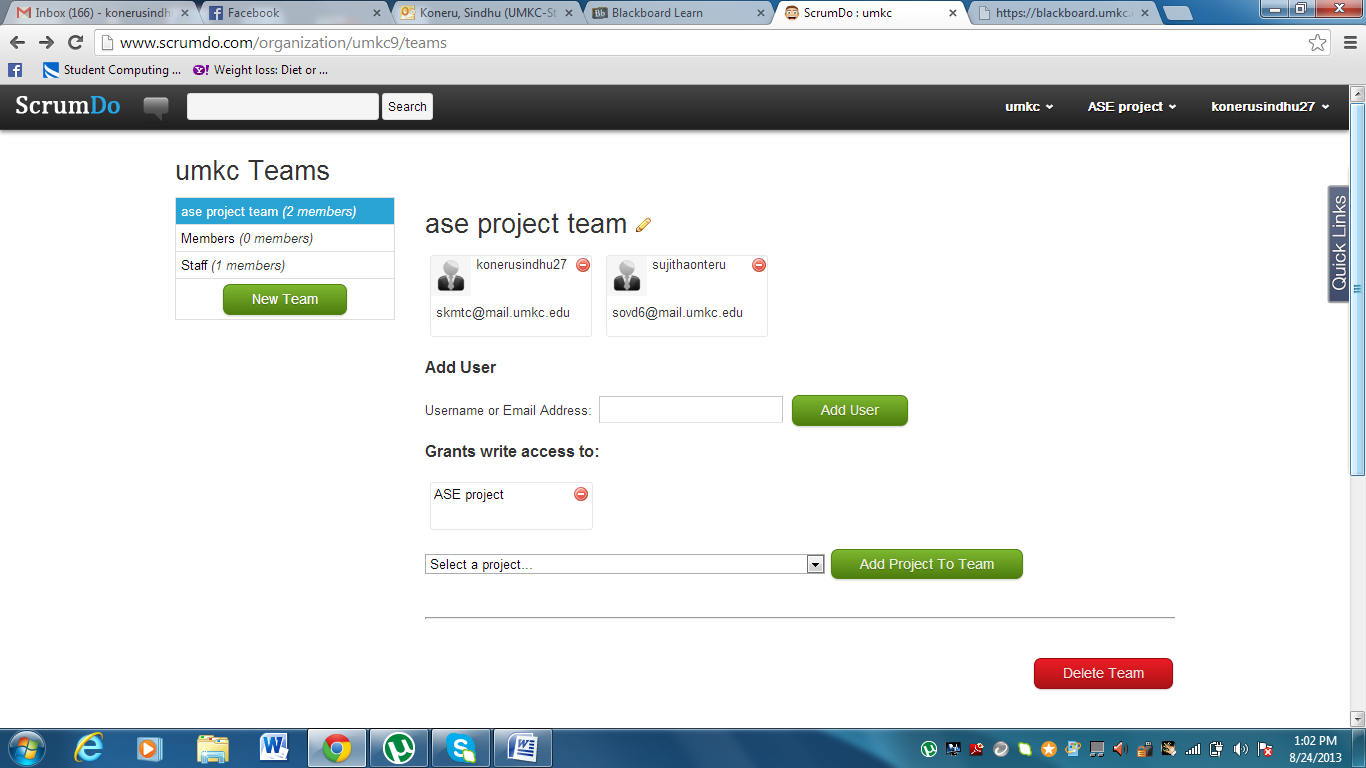 Inbox (166) - konerusindh
Facebook
Koneru, Sindhu (UMKC-St
Blackboard Learn
ScrumDo : umkc
https://blackboard.umkc.
www.scrumdo.com/organization/umkc9/teams
Student Computing ...
Weight loss: Diet or ...
ScrumDo
Search
umkc
ASE project
konerusindhu27
umkc Teams
ase project team (2 members)
Members (0 members)
Staff (1 members)
New Team
ase project team
konerusindhu27
skmtc@mail.umkc.edu
sujithaonteru
sovd6@mail.umkc.edu
Add User
Username or Email Address:
Add User
Grants write access to:
ASE project
Select a project...
Add Project To Team
Delete Team
Quick Links
1:02 PM
8/24/2013